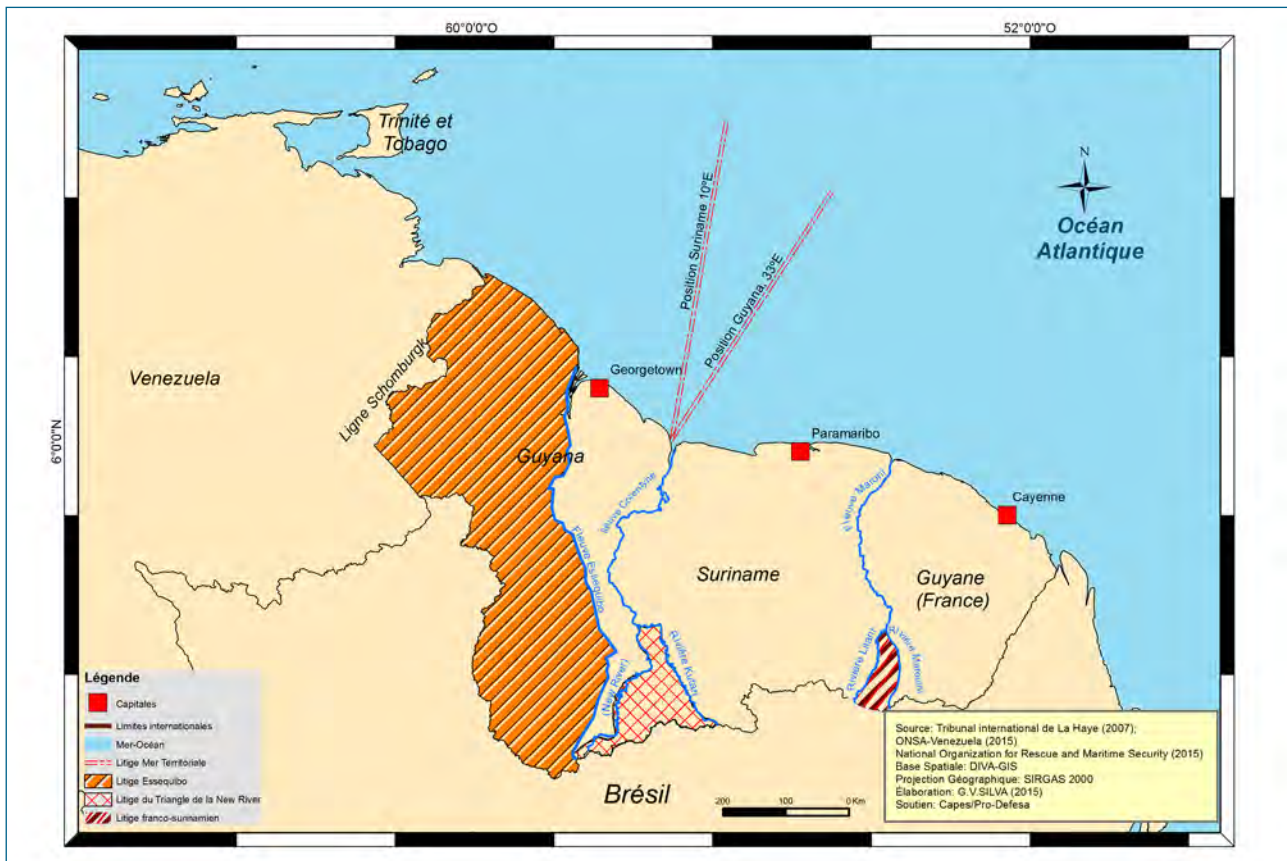 60°0'0"O
52°0'0"O
Trinité et
Tobago
N
Océan
Atlantique
Position Suriname 10ºE
Position Guyana, 33ºE
Ligne Schomburgk
Venezuela
Georgetown
6°0'0"N
Guyana
Paramaribo
Fleuve Corentyne
(Fleuve Maroni)
Cayenne
Fleuve Essequibo
Suriname
Guyane
(France)
(New River)
Rivière Kutari
Rivière Litani
Rivière Marouini
Brésil
200
100
0 Km
Légende
Capitales
Limites internationales
Mer-Océan
Litige Mer Territoriale
Litige Essequibo
Litige du Triangle de la New River
Litige franco-surinamien
Source: Tribunal international de La Haye (2007);
ONSA-Venezuela (2015)
National Organization for Rescue and Maritime Security (2015)
Base Spatiale: DIVA-GIS
Projection Géographique: SIRGAS 2000
Élaboration: G.V.SILVA (2015)
Soutien: Capes/Pro-Defesa